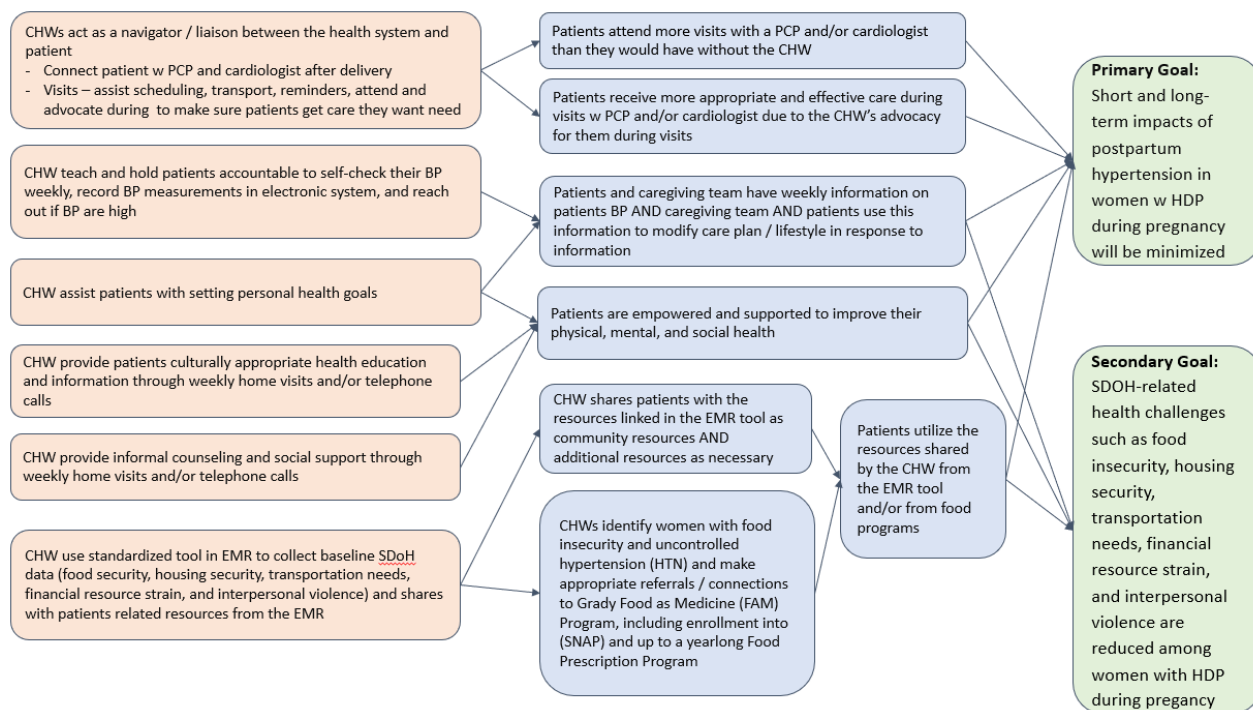 CHWs act as a navigator / liaison between the health system and
patient
- Connect patient w PCP and cardiologist after delivery
- Visits – assist scheduling, transport, reminders, attend and
advocate during  to make sure patients get care they want need
CHW teach and hold patients accountable to self-check their BP
weekly, record BP measurements in electronic system, and reach
out if BP are high
CHW assist patients with setting personal health goals
CHW provide patients culturally appropriate health education
and information through weekly home visits and/or telephone
calls
CHW provide informal counseling and social support through
weekly home visits and/or telephone calls
CHW use standardized tool in EMR to collect baseline SDoH
data (food security, housing security, transportation needs,
financial resource strain, and interpersonal violence) and shares
with patients related resources from the EMR
Patients attend more visits with a PCP and/or cardiologist
than they would have without the CHW
Patients receive more appropriate and effective care during
visits w PCP and/or cardiologist due to the CHW's advocacy
for them during visits
Patients and caregiving team have weekly information on
patients BP AND caregiving team AND patients use this
information to modify care plan / lifestyle in response to
information
Patients are empowered and supported to improve their
physical, mental, and social health
CHW shares patients with the
resources linked in the EMR tool as
community resources AND
additional resources as necessary
CHWs identify women with food
insecurity and uncontrolled
hypertension (HTN) and make
appropriate referrals / connections
to Grady Food as Medicine (FAM)
Program, including enrollment into
(SNAP) and up to a yearlong Food
Prescription Program
Patients utilize the
resources shared
by the CHW from
the EMR tool
and/or from food
programs
Primary Goal:
Short and long-
term impacts of
postpartum
hypertension in
women w HDP
during pregnancy
will be minimized
Secondary Goal:
SDOH-related
health challenges
such as food
insecurity, housing
security,
transportation
needs, financial
resource strain,
and interpersonal
violence are
reduced among
women with HDP
during pregancy